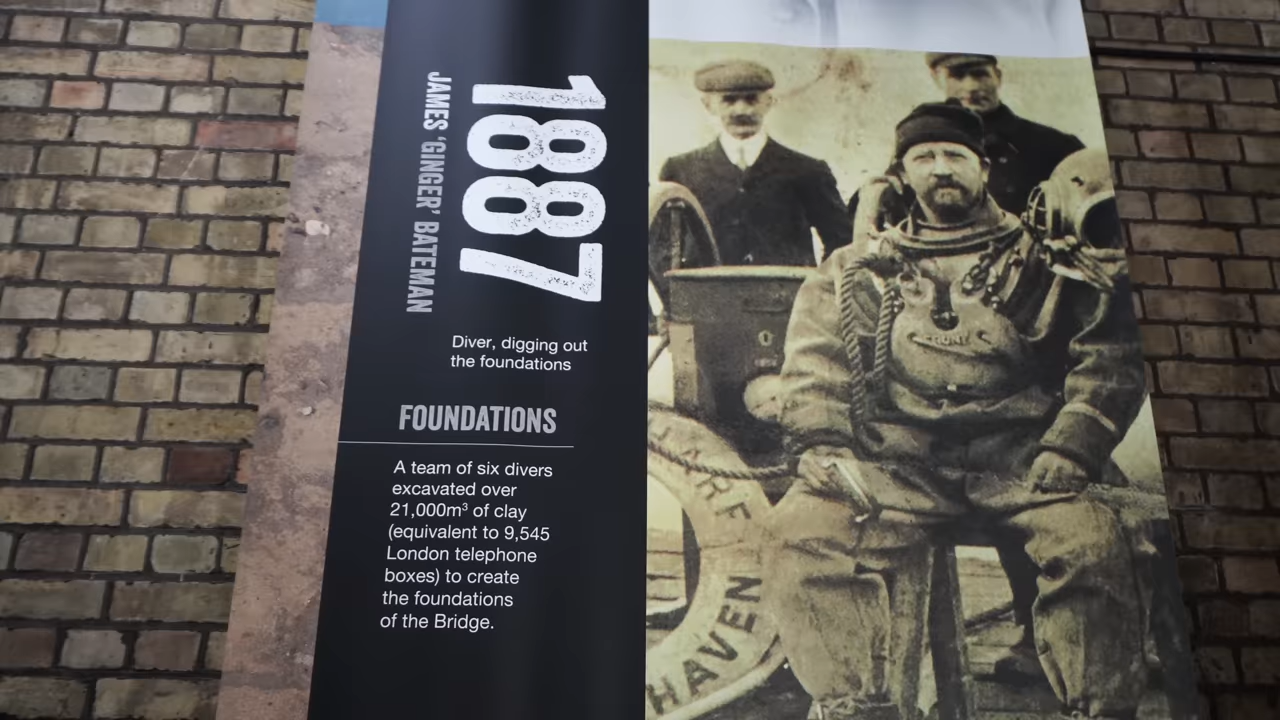 1887
JAMES 'GINGER' BATEMAN
Diver, digging out
the foundations
FOUNDATIONS
A team of six divers
excavated over
21,000m³ of clay
(equivalent to 9,545
London telephone
boxes) to create
the foundations
of the Bridge.
HAVEN